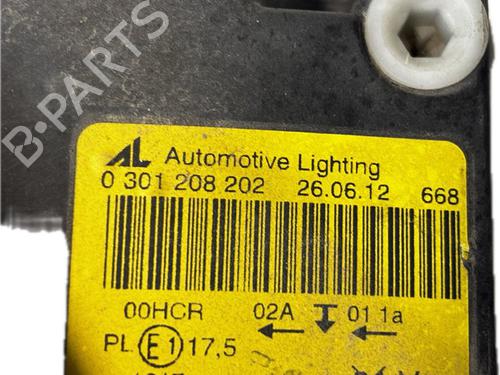 B-PARTS
AL Automotive Lighting
0 301 208 202 26.06.12 668
00HCR 02A 01 1a
PL E1 17,5